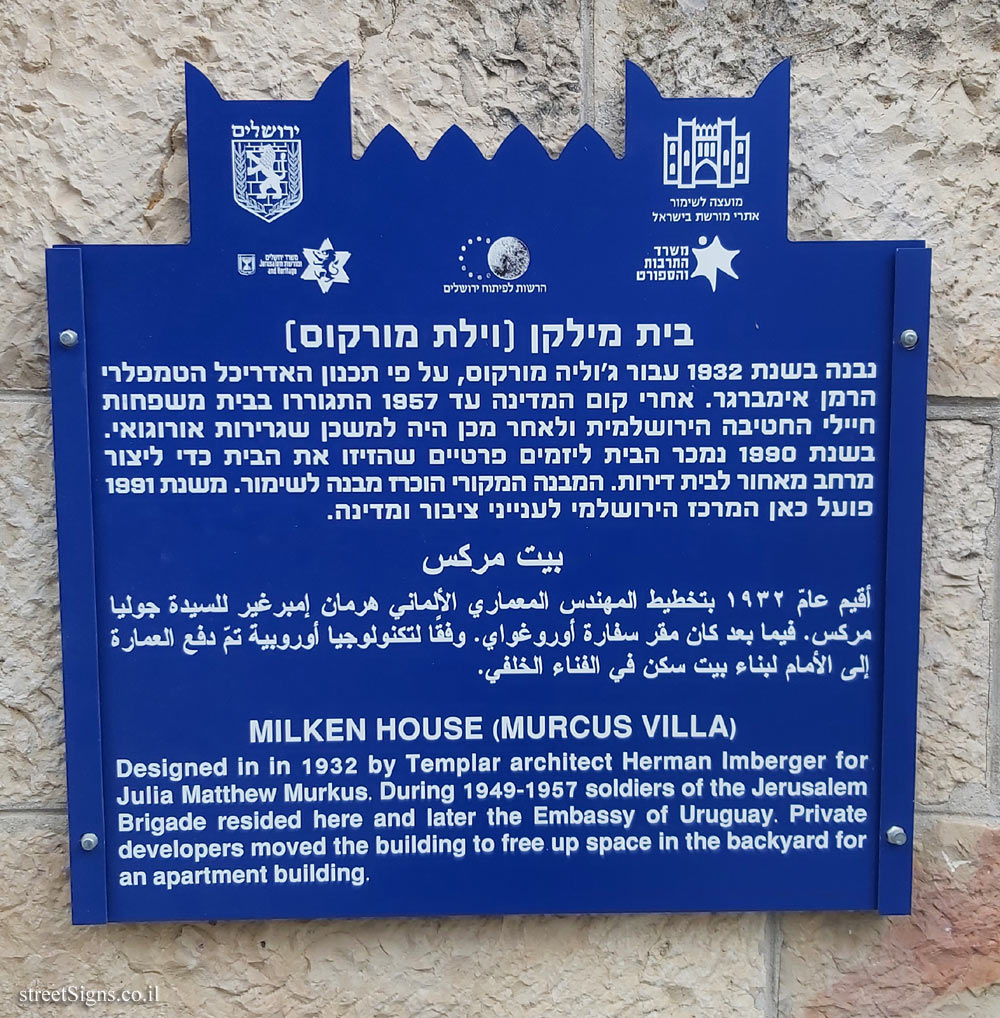 ירושלים
מועצה לשימור
אתרי מורשת בישראל
משרד ירושלים
ומורשת
Jerusalem
and Heritage
הרשות לפיתוח ירושלים
משרד
התרבות
והספורט
בית מילקן (וילת מורקוס)
נבנה בשנת 1932 עבור ג'וליה מורקוס, על פי תכנון האדריכל הטמפלרי
הרמן אימברגר. אחרי קום המדינה עד 1957 התגוררו בבית משפחות
חיילי החטיבה הירושלמית ולאחר מכן היה למשכן שגרירות אורוגואי.
בשנת 1990 נמכר הבית ליזמים פרטיים שהזיזו את הבית כדי ליצור
מרחב מאחור לבית דירות. המבנה המקורי הוכרז מבנה לשימור. משנת 1991
פועל כאן המרכז הירושלמי לענייני ציבור ומדינה.
بيت مركس
أقيم عامّ ١٩٣٢ بتخطيط المهندس المعماري الألماني هرمان إمبرغير للسيدة جوليا
مركس. فيما بعد كان مقر سفارة أوروغواي. وفقًا لتكنولوجيا أوروبية تمّ دفع العمارة
إلى الأمام لبناء بيت سكن في الفناء الخلفي.
MILKEN HOUSE (MURCUS VILLA)
Designed in in 1932 by Templar architect Herman Imberger for
Julia Matthew Murkus. During 1949-1957 soldiers of the Jerusalem
Brigade resided here and later the Embassy of Uruguay. Private
developers moved the building to free up space in the backyard for
an apartment building.
streetSigns.co.il